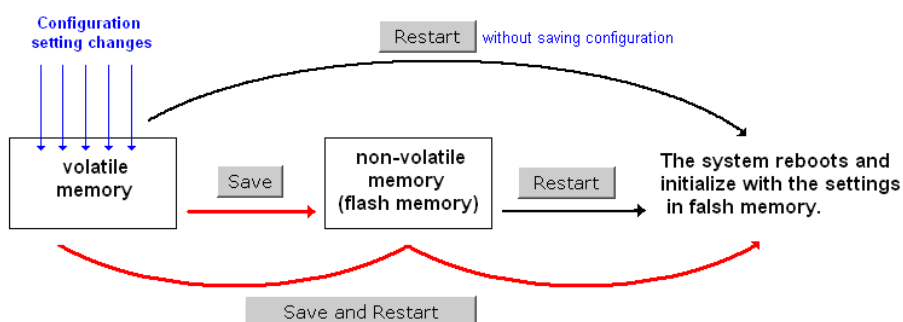 Configuration
setting changes
Restart without saving configuration
volatile
memory
Save
non-volatile
memory
(flash memory)
Restart
The system reboots and
initialize with the settings
in falsh memory.
Save and Restart